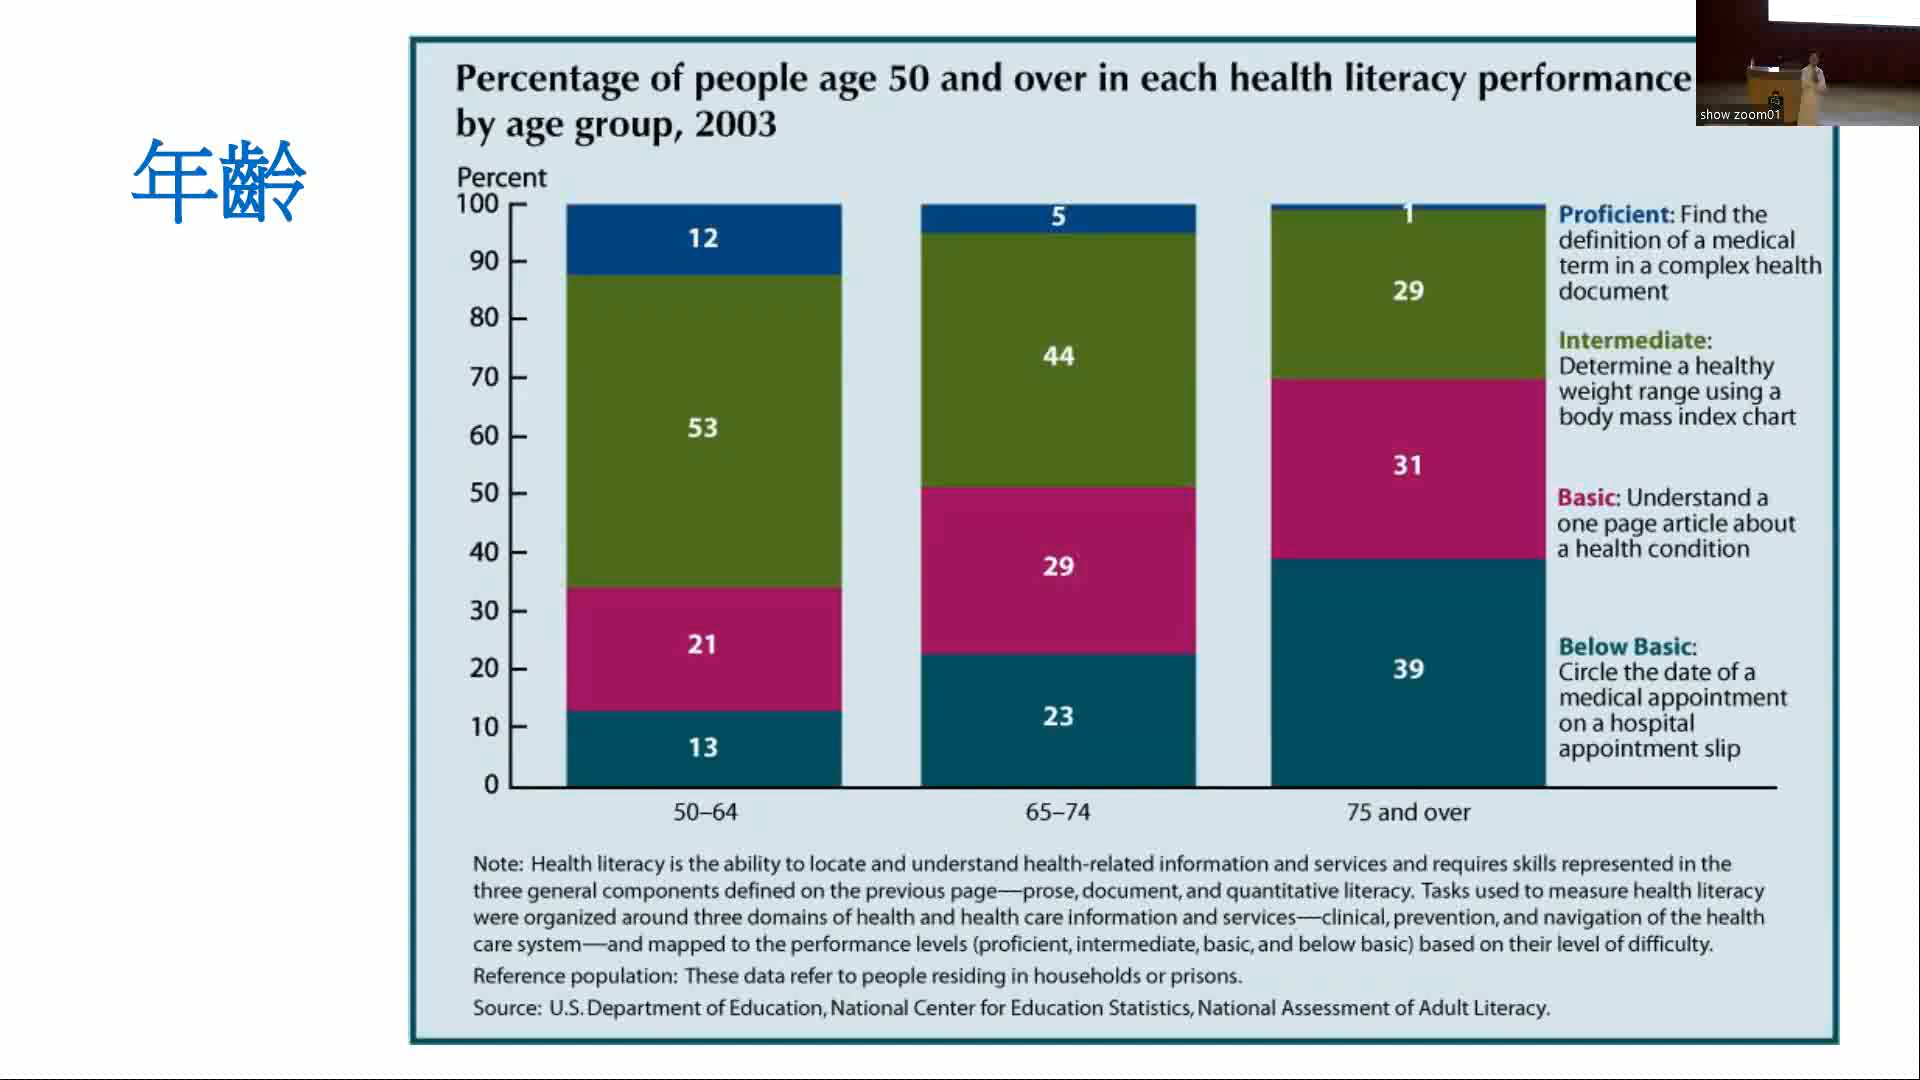 年齡
Percentage of people age 50 and over in each health literacy performance
by age group, 2003
show zoom01
Percent
100
90
80
70
60
50
40
30
20
10
0
12
53
21
13
5
44
29
23
1
29
31
39
50–64
65–74
75 and over
Proficient: Find the
definition of a medical
term in a complex health
document
Intermediate:
Determine a healthy
weight range using a
body mass index chart
Basic: Understand a
one page article about
a health condition
Below Basic:
Circle the date of a
medical appointment
on a hospital
appointment slip
Note: Health literacy is the ability to locate and understand health-related information and services and requires skills represented in the
three general components defined on the previous page—prose, document, and quantitative literacy. Tasks used to measure health literacy
were organized around three domains of health and health care information and services—clinical, prevention, and navigation of the health
care system—and mapped to the performance levels (proficient, intermediate, basic, and below basic) based on their level of difficulty.
Reference population: These data refer to people residing in households or prisons.
Source: U.S. Department of Education, National Center for Education Statistics, National Assessment of Adult Literacy.